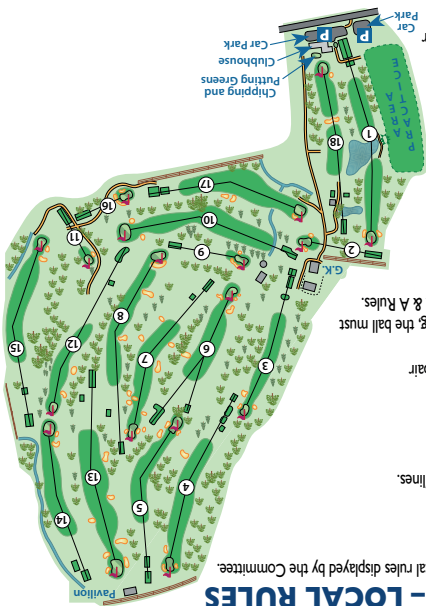 – LOCAL RULES
al rules displayed by the Committee.
lines.
pair
g, the ball must
& A Rules.
Pavilion
14
5
4
13
15
12
7
6
3
8
9
2
G.K.
11
10
16
17
18
1
PRACTICE
AREA
Chipping and
Putting Greens
Clubhouse
Car Park
P
P
Car
Park